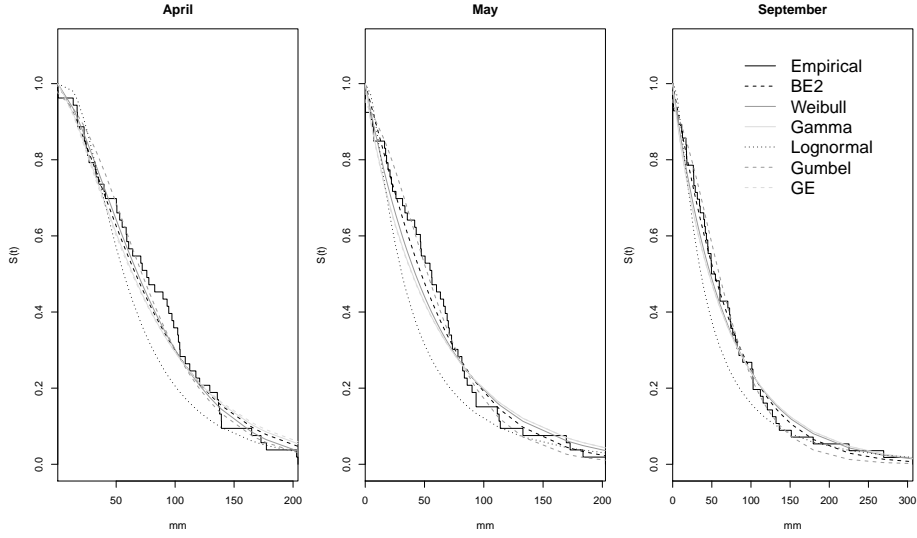 April
S(t)
0.0 0.2 0.4 0.6 0.8 1.0
50 100 150 200
mm
May
S(t)
0.0 0.2 0.4 0.6 0.8 1.0
0 50 100 150 200
mm
September
S(t)
0.0 0.2 0.4 0.6 0.8 1.0
0 50 100 150 200 250 300
mm
Empirical
BE2
Weibull
Gamma
Lognormal
Gumbel
GE